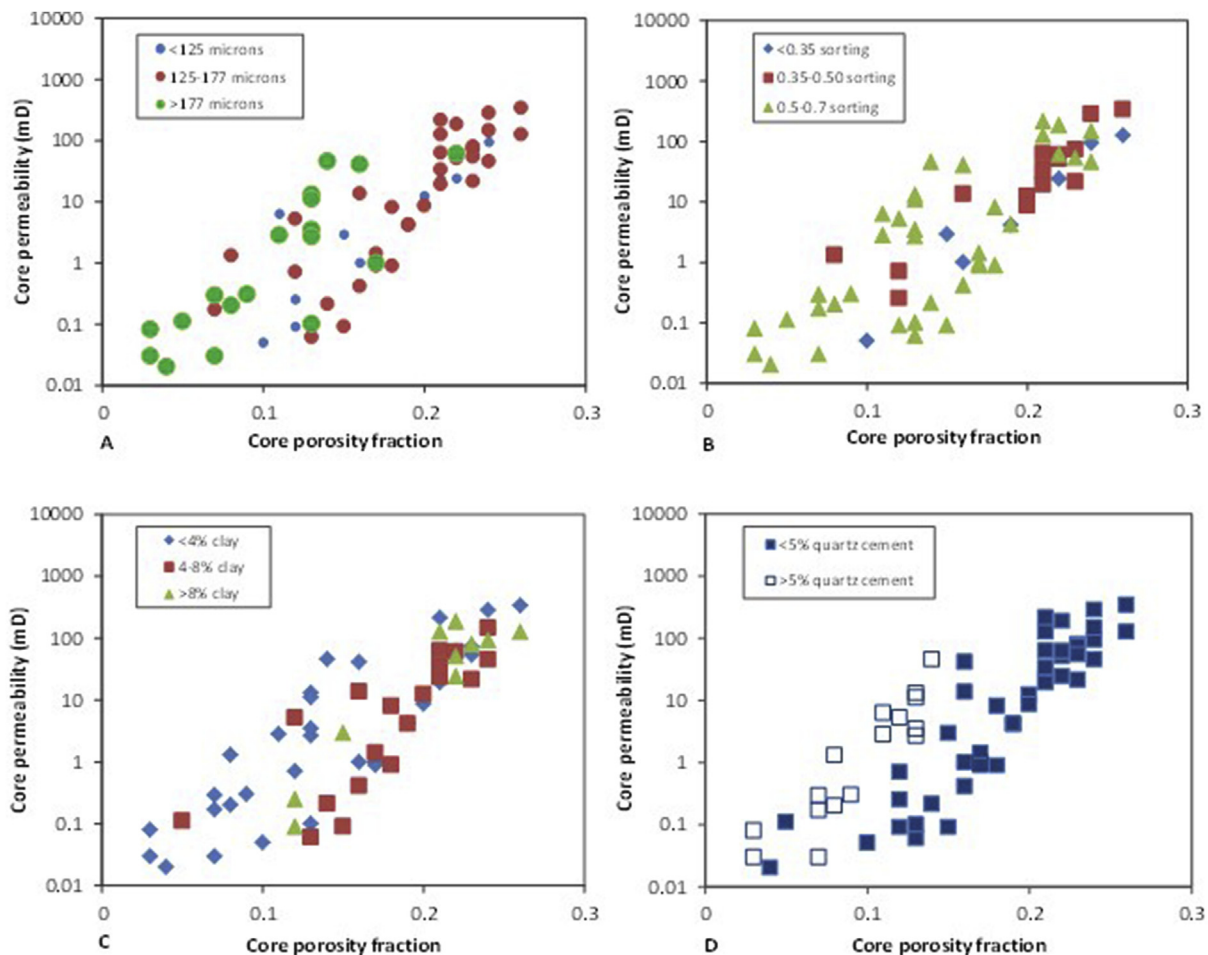 10000
1000
100
10
1
0.1
0.01
Core permeability (mD)
<125 microns
125-177 microns
>177 microns
0
0.1
0.2
0.3
A
Core porosity fraction
10000
1000
100
10
1
0.1
0.01
Core permeability (mD)
<0.35 sorting
0.35-0.50 sorting
0.5-0.7 sorting
0
0.1
0.2
0.3
B
Core porosity fraction
10000
1000
100
10
1
0.1
0.01
Core permeability (mD)
<4% clay
4-8% clay
>8% clay
0
0.1
0.2
0.3
C
Core porosity fraction
10000
1000
100
10
1
0.1
0.01
Core permeability (mD)
<5% quartz cement
>5% quartz cement
0
0.1
0.2
0.3
D
Core porosity fraction